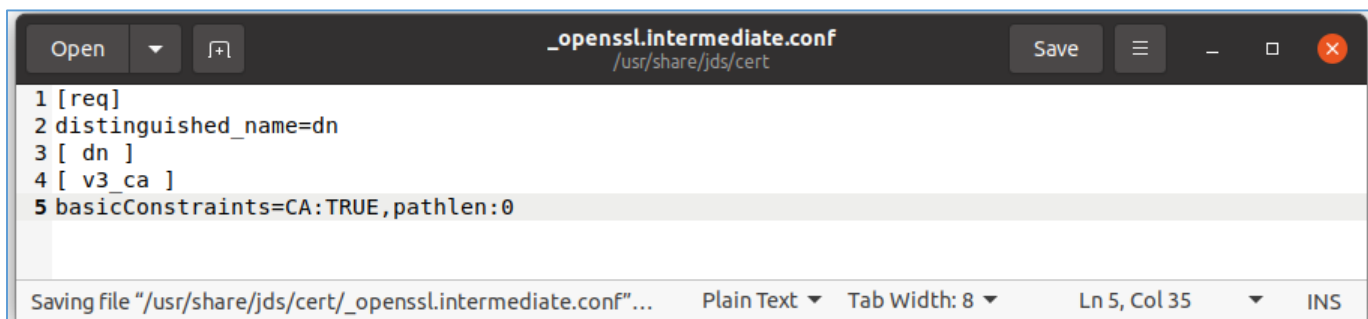 Open
_openssl.intermediate.conf
/usr/share/jds/cert
Save
1 [req]
2 distinguished_name=dn
3 [ dn ]
4 [ v3_ca ]
5 basicConstraints=CA:TRUE,pathlen:0
Saving file “/usr/share/jds/cert/_openssl.intermediate.conf”… Plain Text Tab Width: 8 Ln 5, Col 35 INS